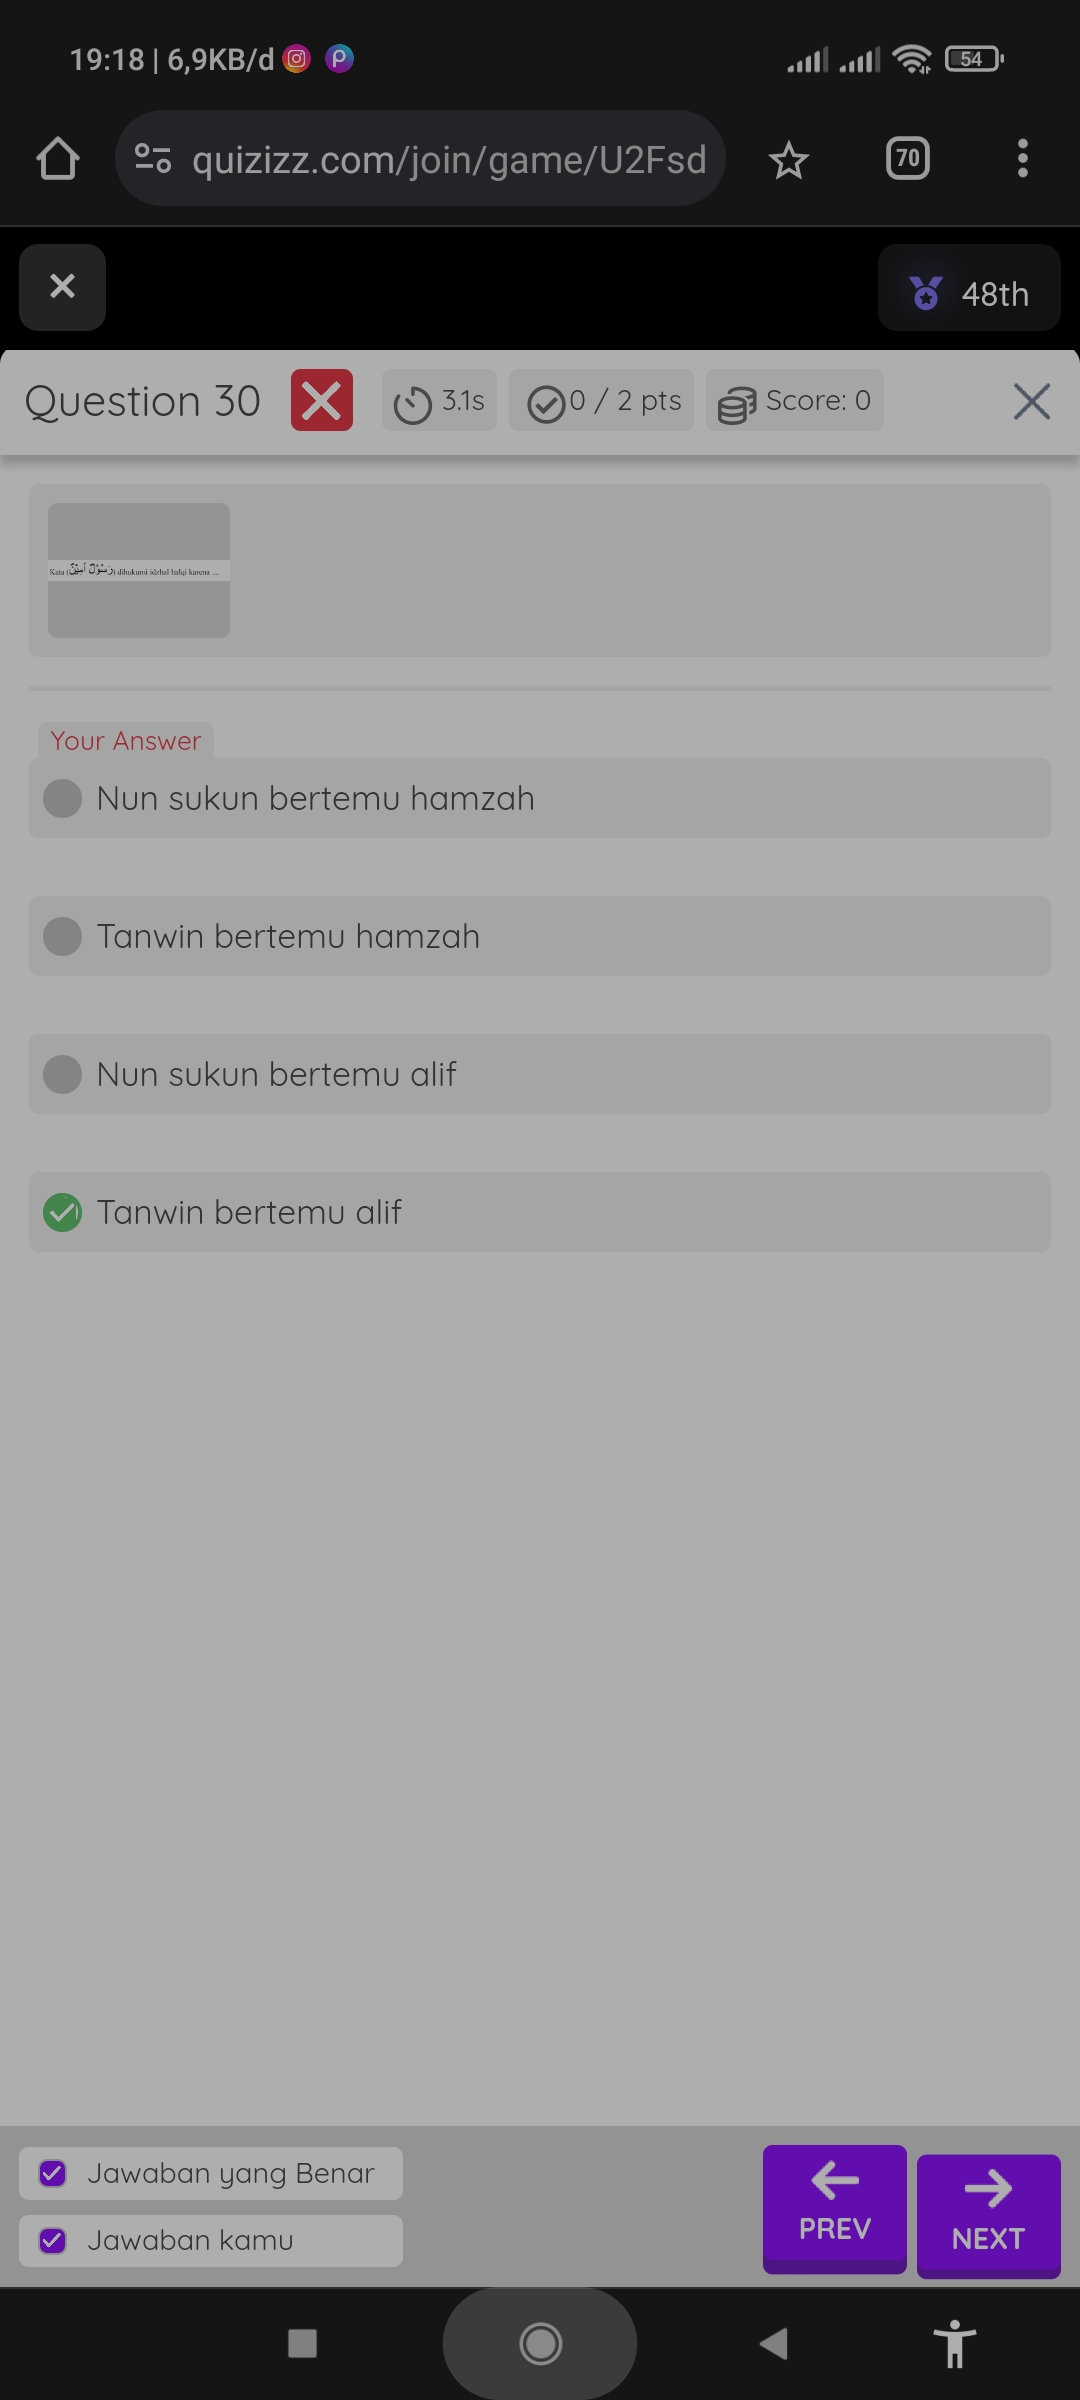 19:18 | 6,9KB/d
54
quizizz.com/join/game/U2Fsd
70
48th
Question 30
3.1s
0 / 2 pts
Score: 0
Kata (رَسُوْلٌ أَمِيْنٌ) dihukumi idzhal halqi karena ....
Your Answer
Nun sukun bertemu hamzah
Tanwin bertemu hamzah
Nun sukun bertemu alif
Tanwin bertemu alif
Jawaban yang Benar
Jawaban kamu
PREV
NEXT